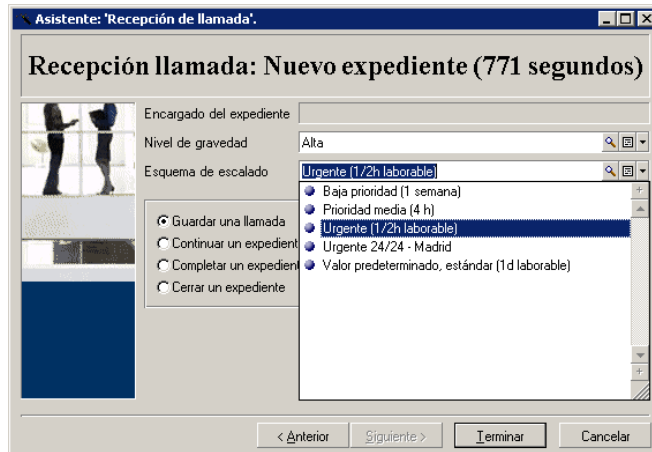 Asistente: 'Recepción de llamada'.
Recepción llamada: Nuevo expediente (771 segundos)
Encargado del expediente
Nivel de gravedad
Alta
Esquema de escalado
Urgente (1/2h laborable)
Baja prioridad (1 semana)
Prioridad media (4 h)
Urgente (1/2h laborable)
Urgente 24/24 - Madrid
Valor predeterminado, estándar (1d laborable)
Guardar una llamada
Continuar un expedient
Completar un expedien
Cerrar un expediente
< Anterior
Siguiente >
Terminar
Cancelar